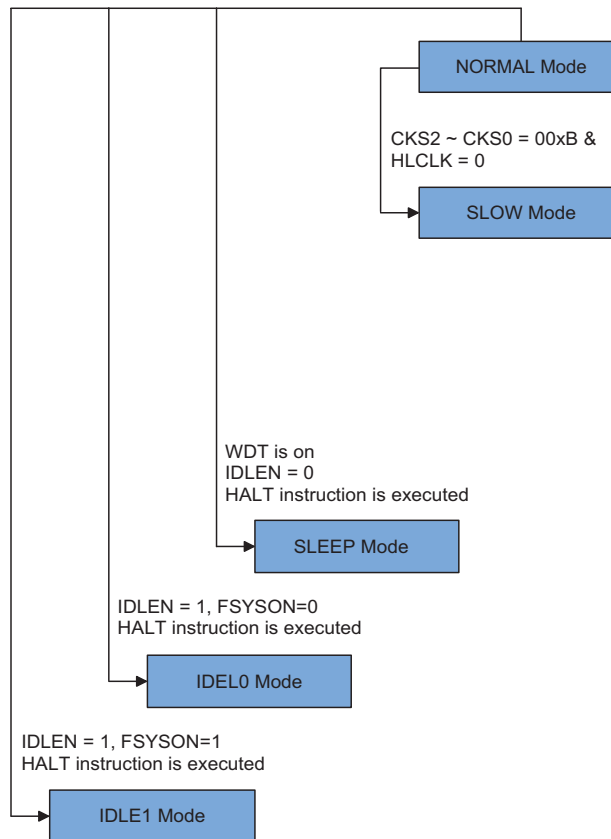 NORMAL Mode
CKS2 ~ CKS0 = 00xB &
HLCLK = 0
SLOW Mode
WDT is on
IDLEN = 0
HALT instruction is executed
SLEEP Mode
IDLEN = 1, FSYSON=0
HALT instruction is executed
IDEL0 Mode
IDLEN = 1, FSYSON=1
HALT instruction is executed
IDLE1 Mode